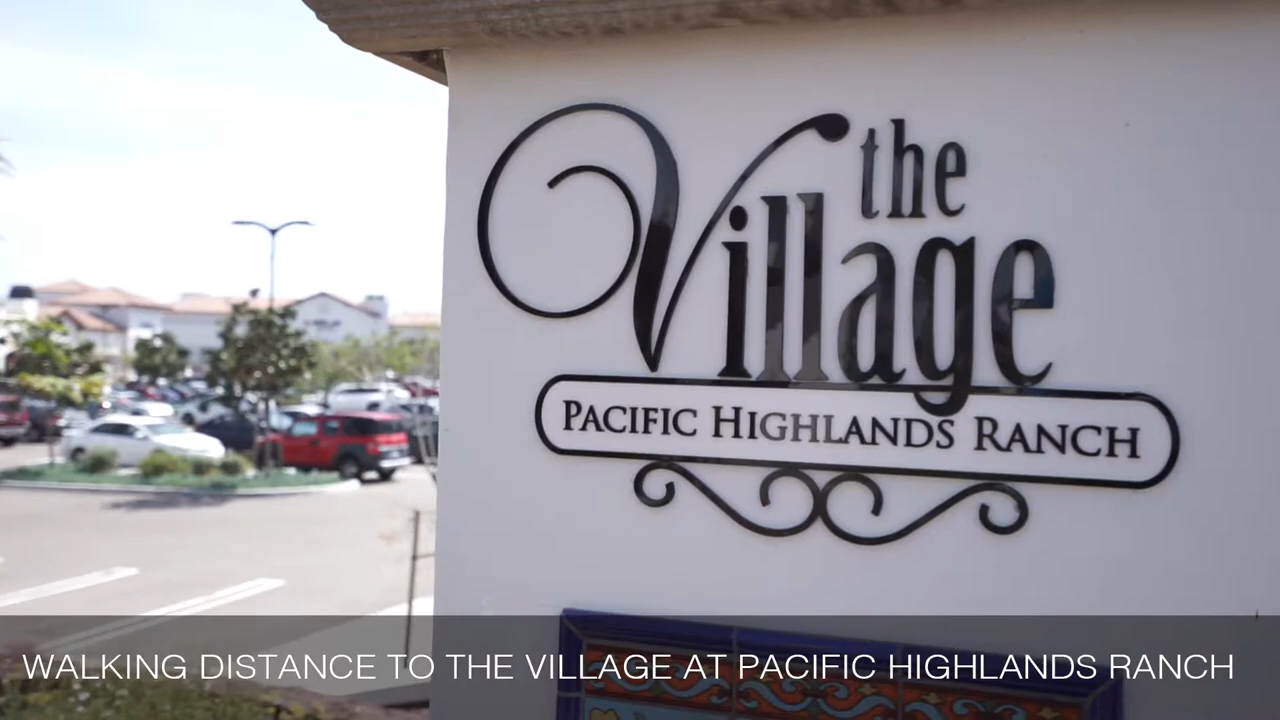 the
Village
PACIFIC HIGHLANDS RANCH
WALKING DISTANCE TO THE VILLAGE AT PACIFIC HIGHLANDS RANCH